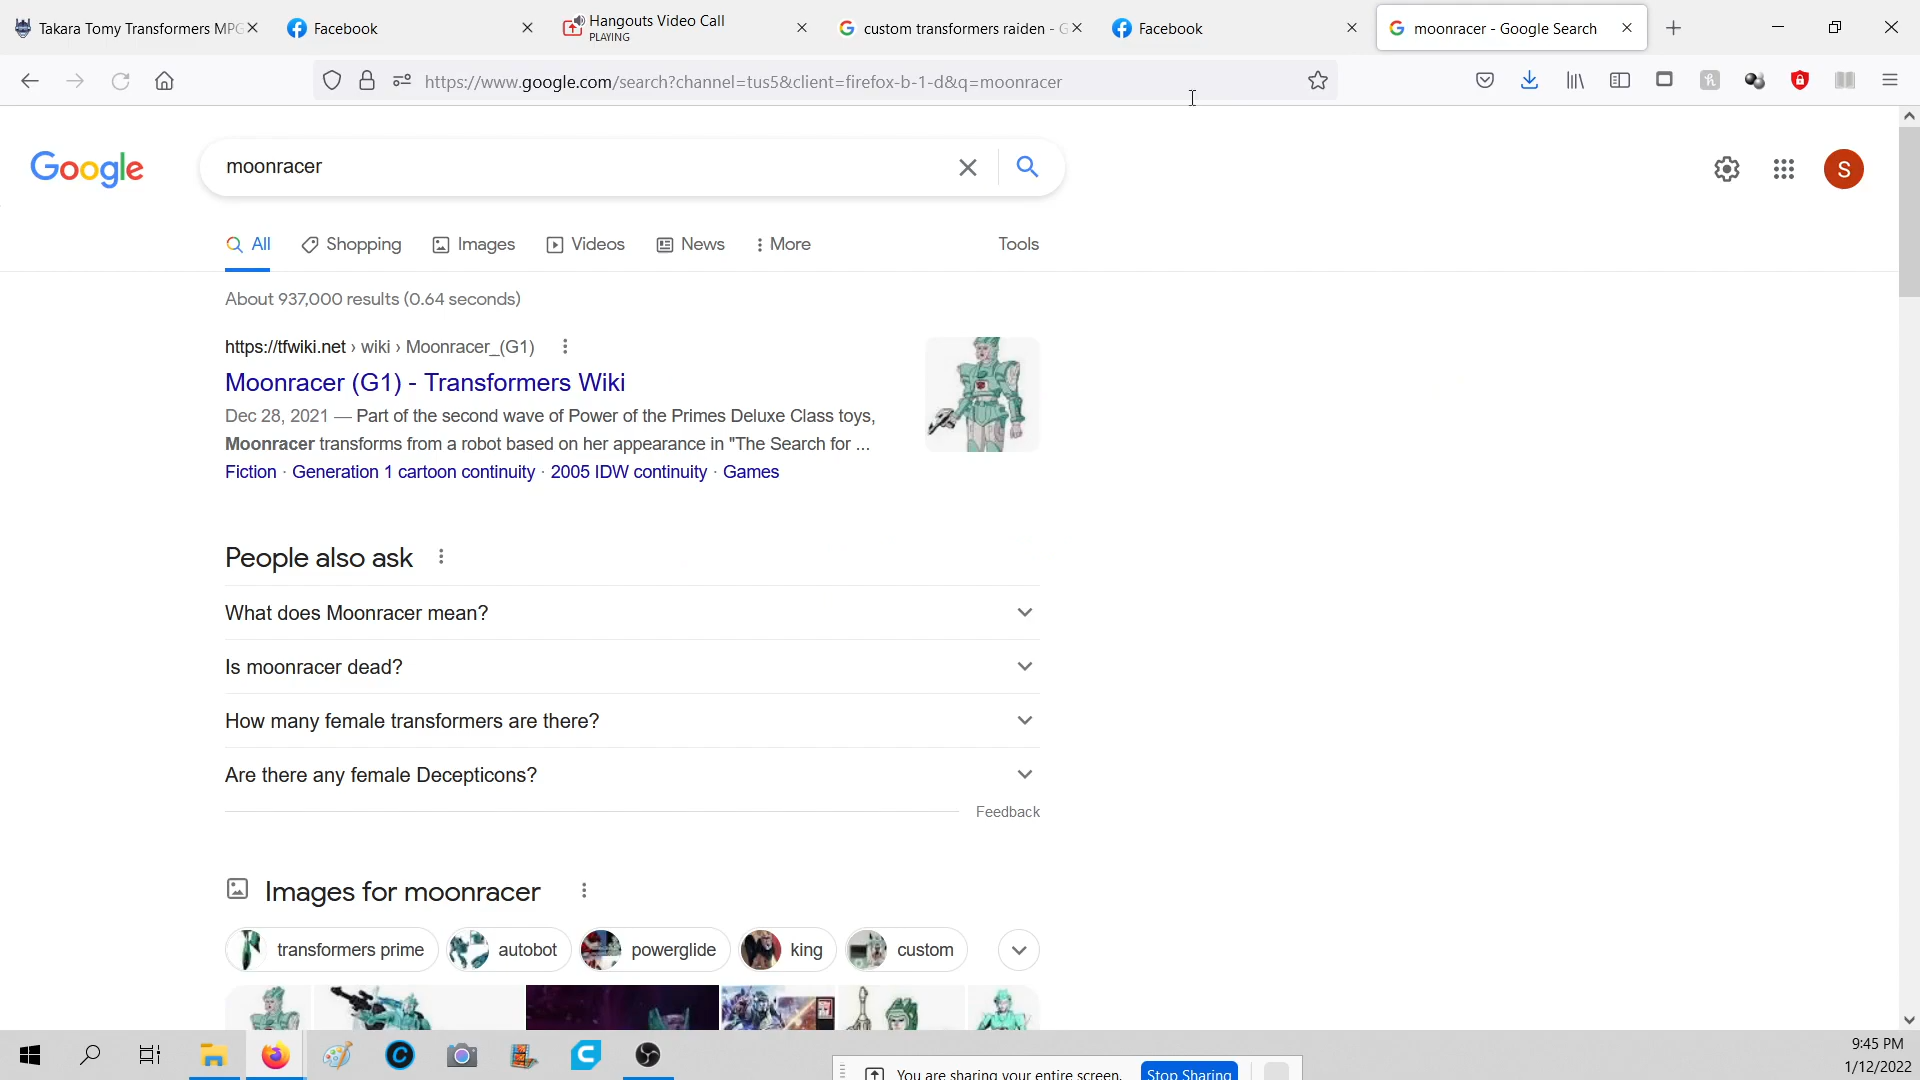 Takara Tomy Transformers MPG
Facebook
Hangouts Video Call
PLAYING
custom transformers raiden - G
Facebook
moonracer - Google Search
https://www.google.com/search?channel=tus5&client=firefox-b-1-d&q=moonracer
Google
moonracer
S
All
Shopping
Images
Videos
News
More
Tools
About 937,000 results (0.64 seconds)
https://tfwiki.net › wiki › Moonracer_(G1)
Moonracer (G1) - Transformers Wiki
Dec 28, 2021 — Part of the second wave of Power of the Primes Deluxe Class toys,
Moonracer transforms from a robot based on her appearance in "The Search for ...
Fiction · Generation 1 cartoon continuity · 2005 IDW continuity · Games
People also ask
What does Moonracer mean?
Is moonracer dead?
How many female transformers are there?
Are there any female Decepticons?
Feedback
Images for moonracer
transformers prime
autobot
powerglide
king
custom
You are sharing your entire screen.
Stop Sharing
9:45 PM
1/12/2022